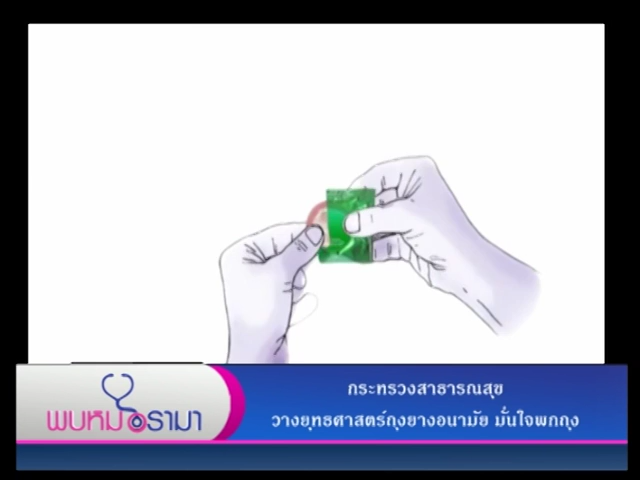 กระทรวงสาธารณสุข
วางยุทธศาสตร์ถุงยางอนามัย มั่นใจพกถุง
พบหมอรามา